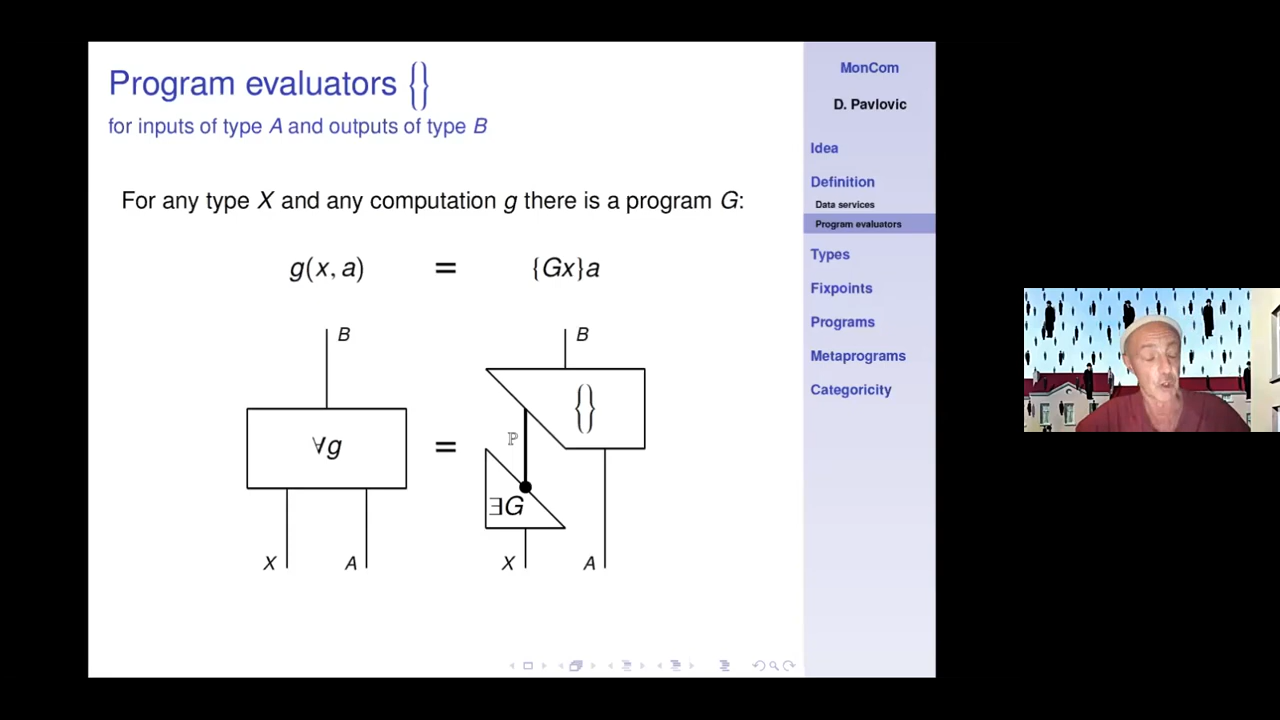 Program evaluators {}
for inputs of type A and outputs of type B
For any type X and any computation g there is a program G:
g(x, a) = {Gx}a
B
B
∀g
=
{}
ℙ
∃G
X
A
X
A
MonCom
D. Pavlovic
Idea
Definition
Data services
Program evaluators
Types
Fixpoints
Programs
Metaprograms
Categoricity